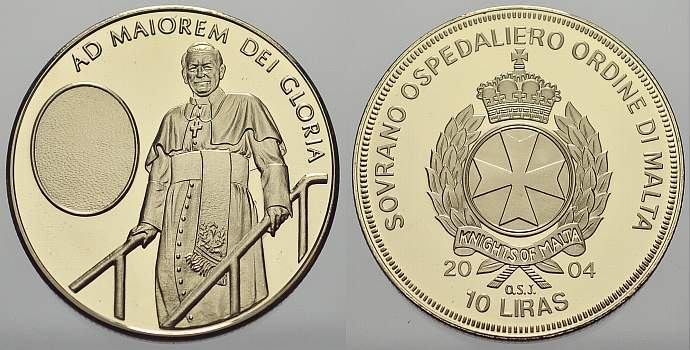 AD MAIOREM DEI GLORIA
SOVRANO OSPEDALIERO ORDINE DI MALTA
KNIGHTS OF MALTA
20 04
O.S.J.
10 LIRAS